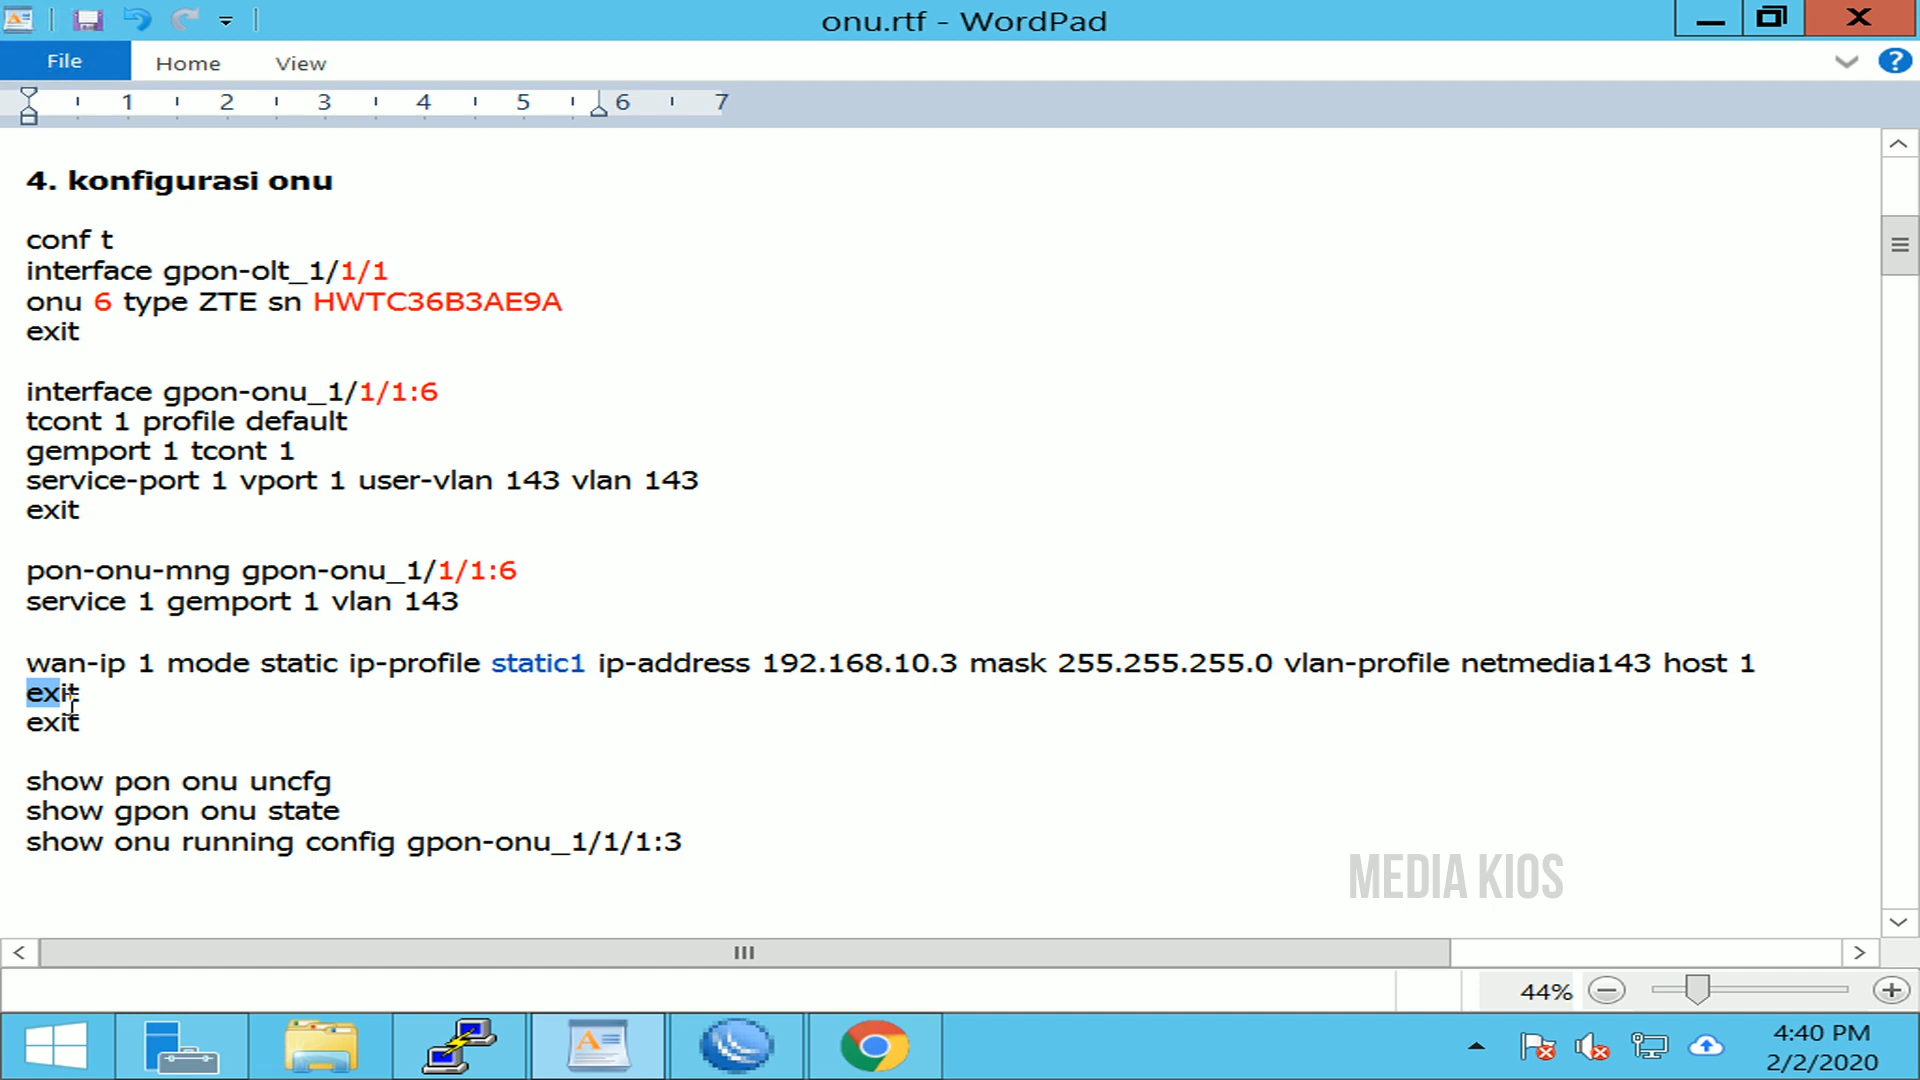 onu.rtf - WordPad
File Home View
1 2 3 4 5 6 7
4. konfigurasi onu
conf t
interface gpon-olt_1/1/1
onu 6 type ZTE sn HWTC36B3AE9A
exit
interface gpon-onu_1/1/1:6
tcont 1 profile default
gemport 1 tcont 1
service-port 1 vport 1 user-vlan 143 vlan 143
exit
pon-onu-mng gpon-onu_1/1/1:6
service 1 gemport 1 vlan 143
wan-ip 1 mode static ip-profile static1 ip-address 192.168.10.3 mask 255.255.255.0 vlan-profile netmedia143 host 1
exit
exit
show pon onu uncfg
show gpon onu state
show onu running config gpon-onu_1/1/1:3
MEDIA KIOS
44%
4:40 PM
2/2/2020